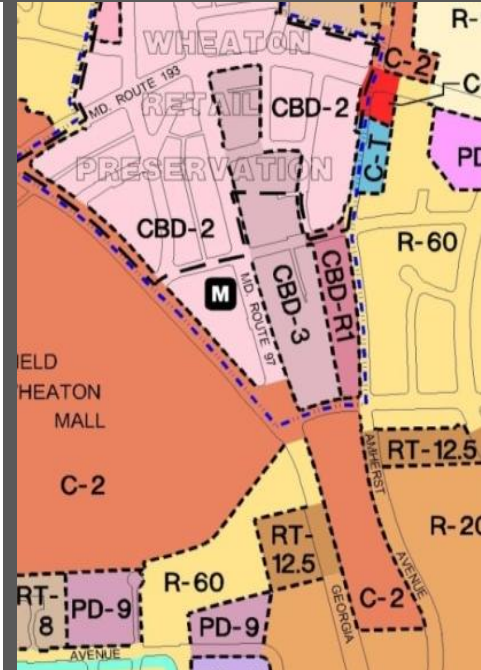 WHEATON
R-
C-2
MD. ROUTE 193
RETAIL
CBD-2
C
PRESERVATION
C-T
PD
CBD-2
R-60
M
MD. ROUTE 97
CBD-3
CBD-R1
IELD
HEATON
MALL
RT-12.5
AMHERST
C-2
R-20
RT-
12.5
R-60
AVENUE
RT-
8
PD-9
C-2
PD-9
GEORGIA
AVENUE